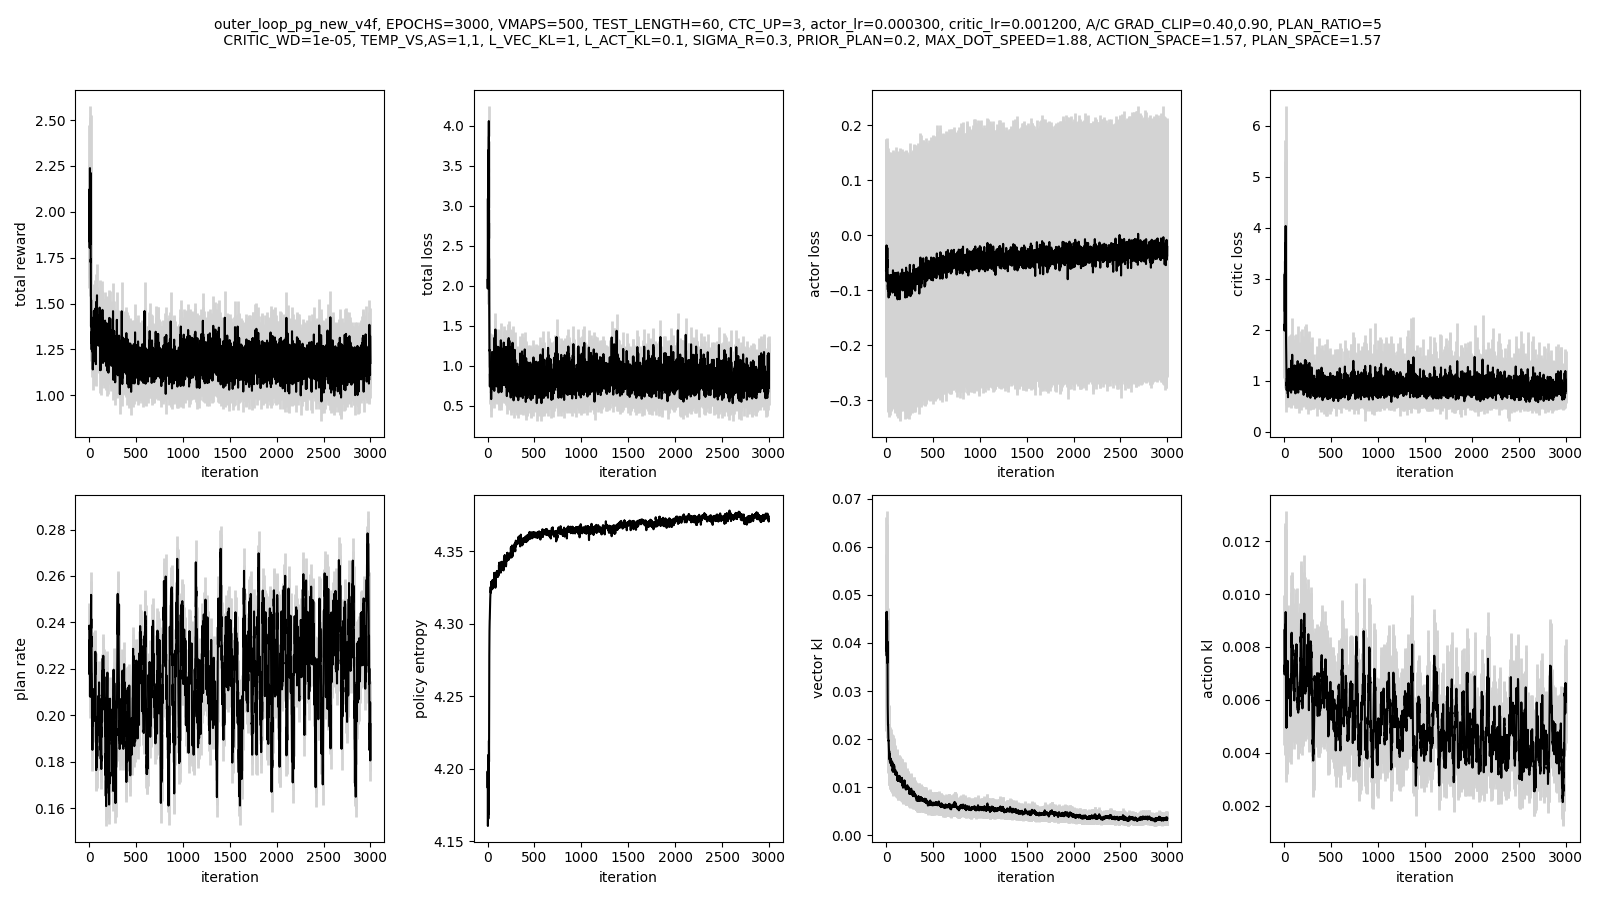 outer_loop_pg_new_v4f, EPOCHS=3000, VMAPS=500, TEST_LENGTH=60, CTC_UP=3, actor_lr=0.000300, critic_lr=0.001200, A/C GRAD_CLIP=0.40,0.90, PLAN_RATIO=5
CRITIC_WD=1e-05, TEMP_VS,AS=1,1, L_VEC_KL=1, L_ACT_KL=0.1, SIGMA_R=0.3, PRIOR_PLAN=0.2, MAX_DOT_SPEED=1.88, ACTION_SPACE=1.57, PLAN_SPACE=1.57
total reward
2.50
2.25
2.00
1.75
1.50
1.25
1.00
0 500 1000 1500 2000 2500 3000
iteration
total loss
4.0
3.5
3.0
2.5
2.0
1.5
1.0
0.5
0 500 1000 1500 2000 2500 3000
iteration
actor loss
0.2
0.1
0.0
−0.1
−0.2
−0.3
0 500 1000 1500 2000 2500 3000
iteration
critic loss
6
5
4
3
2
1
0
0 500 1000 1500 2000 2500 3000
iteration
plan rate
0.28
0.26
0.24
0.22
0.20
0.18
0.16
0 500 1000 1500 2000 2500 3000
iteration
policy entropy
4.35
4.30
4.25
4.20
4.15
0 500 1000 1500 2000 2500 3000
iteration
vector kl
0.07
0.06
0.05
0.04
0.03
0.02
0.01
0.00
0 500 1000 1500 2000 2500 3000
iteration
action kl
0.012
0.010
0.008
0.006
0.004
0.002
0 500 1000 1500 2000 2500 3000
iteration